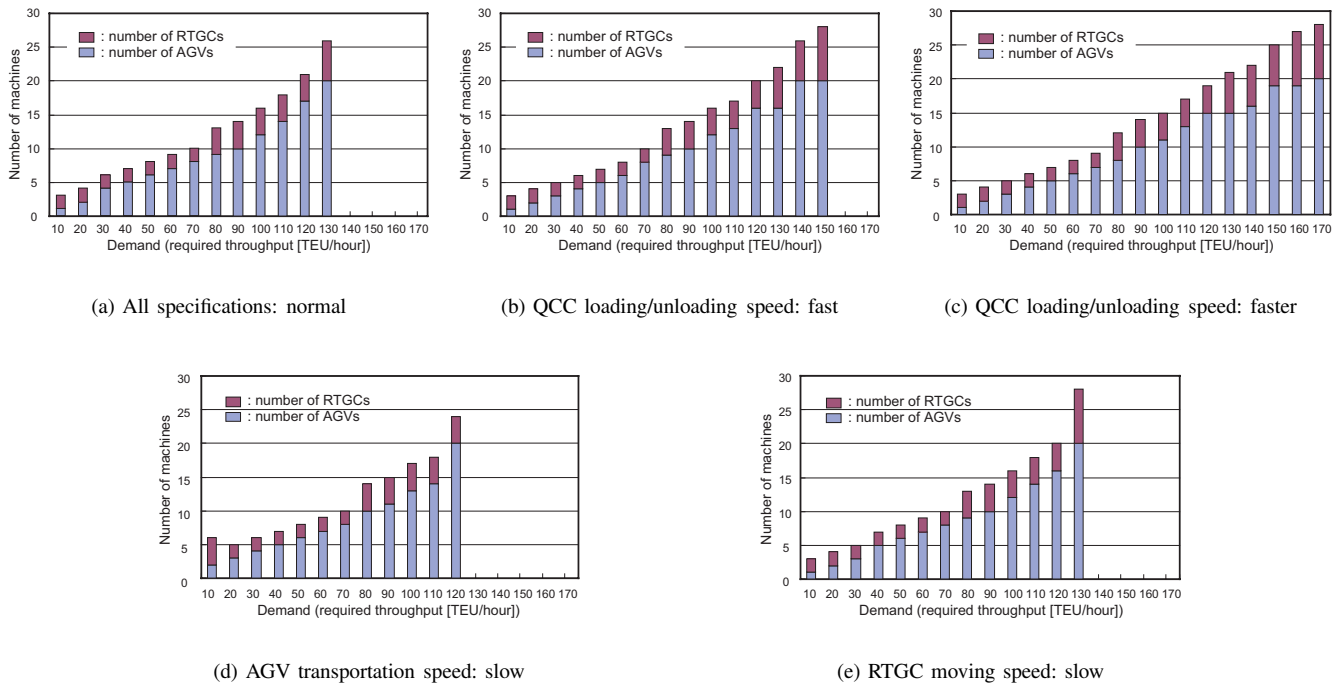 30
25
20
15
10
5
0
Number of machines
: number of RTGCs
: number of AGVs
10 20 30 40 50 60 70 80 90 100 110 120 130 140 150 160 170
Demand (required throughput [TEU/hour])
(a) All specifications: normal
30
25
20
15
10
5
0
Number of machines
: number of RTGCs
: number of AGVs
10 20 30 40 50 60 70 80 90 100 110 120 130 140 150 160 170
Demand (required throughput [TEU/hour])
(b) QCC loading/unloading speed: fast
30
25
20
15
10
5
0
Number of machines
: number of RTGCs
: number of AGVs
10 20 30 40 50 60 70 80 90 100 110 120 130 140 150 160 170
Demand (required throughput [TEU/hour])
(c) QCC loading/unloading speed: faster
30
25
20
15
10
5
0
Number of machines
: number of RTGCs
: number of AGVs
10 20 30 40 50 60 70 80 90 100 110 120 130 140 150 160 170
Demand (required throughput [TEU/hour])
(d) AGV transportation speed: slow
30
25
20
15
10
5
0
Number of machines
: number of RTGCs
: number of AGVs
10 20 30 40 50 60 70 80 90 100 110 120 130 140 150 160 170
Demand (required throughput [TEU/hour])
(e) RTGC moving speed: slow